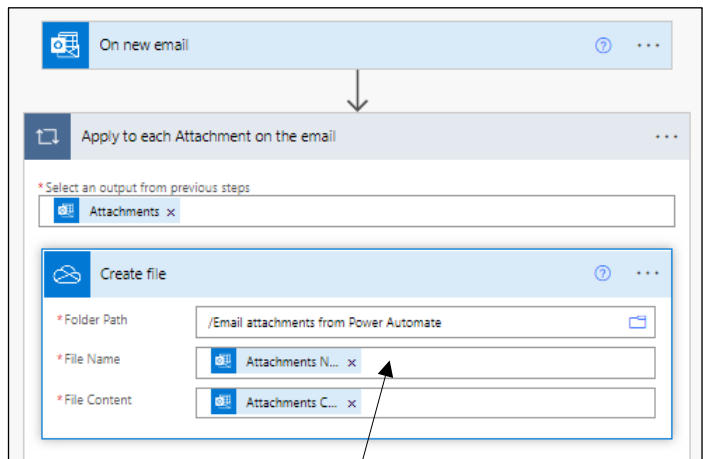 On new email
Apply to each Attachment on the email
*Select an output from previous steps
Attachments ×
Create file
*Folder Path /Email attachments from Power Automate
*File Name Attachments N... ×
*File Content Attachments C... ×